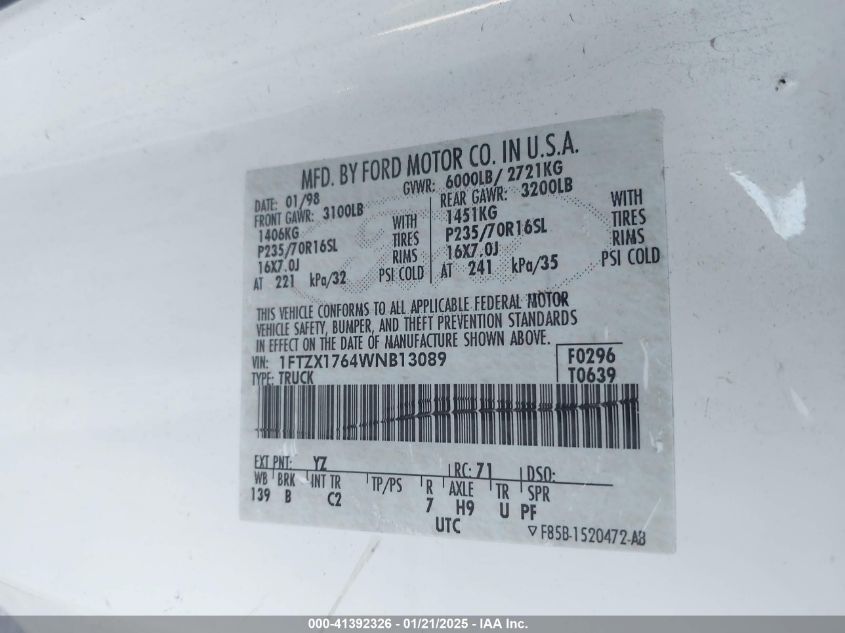 MFD. BY FORD MOTOR CO. IN U.S.A.
DATE: 01/98 GVWR: 6000LB/ 2721KG
FRONT GAWR: 3100LB REAR GAWR: 3200LB
1406KG WITH 1451KG WITH
P235/70R16SL TIRES P235/70R16SL TIRES
16X7.0J RIMS 16X7.0J RIMS
AT 221 kPa/32 PSI COLD AT 241 kPa/35 PSI COLD
THIS VEHICLE CONFORMS TO ALL APPLICABLE FEDERAL MOTOR
VEHICLE SAFETY, BUMPER, AND THEFT PREVENTION STANDARDS
IN EFFECT ON THE DATE OF MANUFACTURE SHOWN ABOVE.
VIN: 1FTZX1764WNB13089 F0296
TYPE: TRUCK T0639
EXT PNT: YZ RC: 71 DSO:
WB BRK INT TR TP/PS R AXLE TR SPR
139 B C2 7 H9 U PF
UTC
▽ F85B-1520472-AB
000-41392326 - 01/21/2025 - IAA Inc.